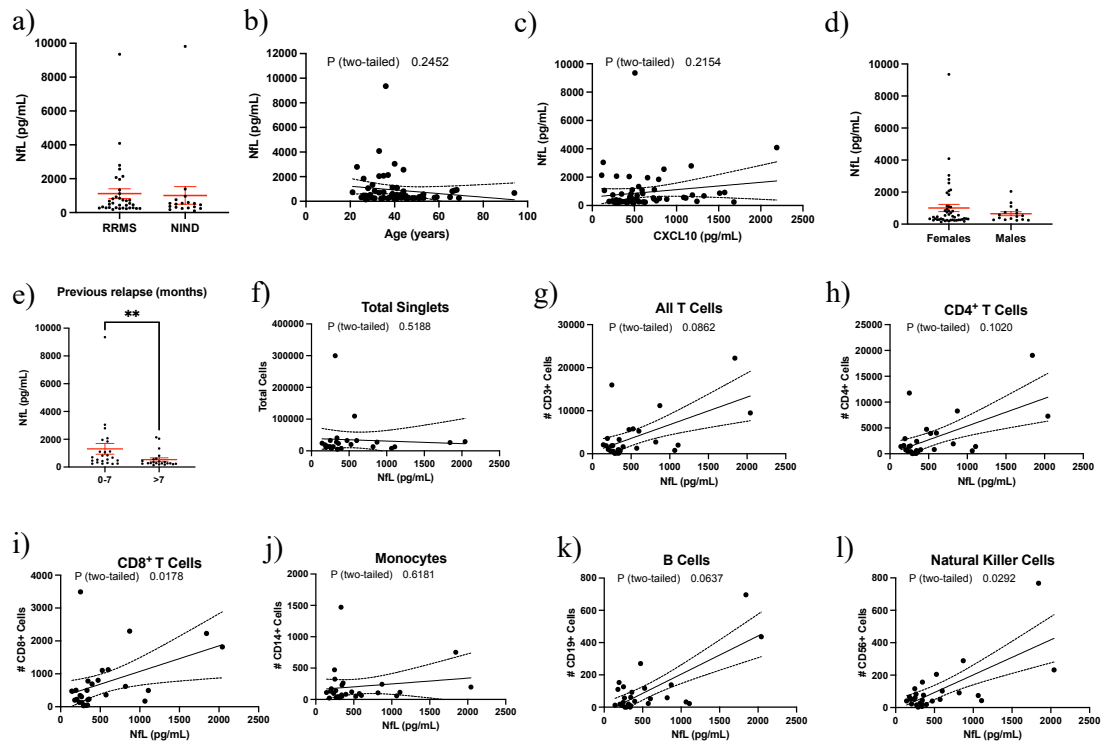 a)
10000
8000
6000
4000
2000
0
NfL (pg/mL)
RRMS NIND
b)
P (two-tailed) 0.2452
12000
10000
8000
6000
4000
2000
0
NfL (pg/mL)
0 20 40 60 80 100
Age (years)
c)
P (two-tailed) 0.2154
10000
8000
6000
4000
2000
0
NfL (pg/mL)
0 500 1000 1500 2000 2500
CXCL10 (pg/mL)
d)
10000
8000
6000
4000
2000
0
NfL (pg/mL)
Females Males
e)
Previous relapse (months)
**
10000
8000
6000
4000
2000
0
NfL (pg/mL)
0-7 >7
f)
Total Singlets
P (two-tailed) 0.5188
400000
300000
200000
100000
0
Total Cells
0 500 1000 1500 2000 2500
NfL (pg/mL)
g)
All T Cells
P (two-tailed) 0.0862
30000
20000
10000
0
# CD3+ Cells
0 500 1000 1500 2000 2500
NfL (pg/mL)
h)
CD4⁺ T Cells
P (two-tailed) 0.1020
25000
20000
15000
10000
5000
0
# CD4+ Cells
0 500 1000 1500 2000 2500
NfL (pg/mL)
i)
CD8⁺ T Cells
P (two-tailed) 0.0178
4000
3000
2000
1000
0
# CD8+ Cells
0 500 1000 1500 2000 2500
NfL (pg/mL)
j)
Monocytes
P (two-tailed) 0.6181
2000
1500
1000
500
0
# CD14+ Cells
0 500 1000 1500 2000 2500
NfL (pg/mL)
k)
B Cells
P (two-tailed) 0.0637
800
600
400
200
0
# CD19+ Cells
0 500 1000 1500 2000 2500
NfL (pg/mL)
l)
Natural Killer Cells
P (two-tailed) 0.0292
800
600
400
200
0
# CD56+ Cells
0 500 1000 1500 2000 2500
NfL (pg/mL)